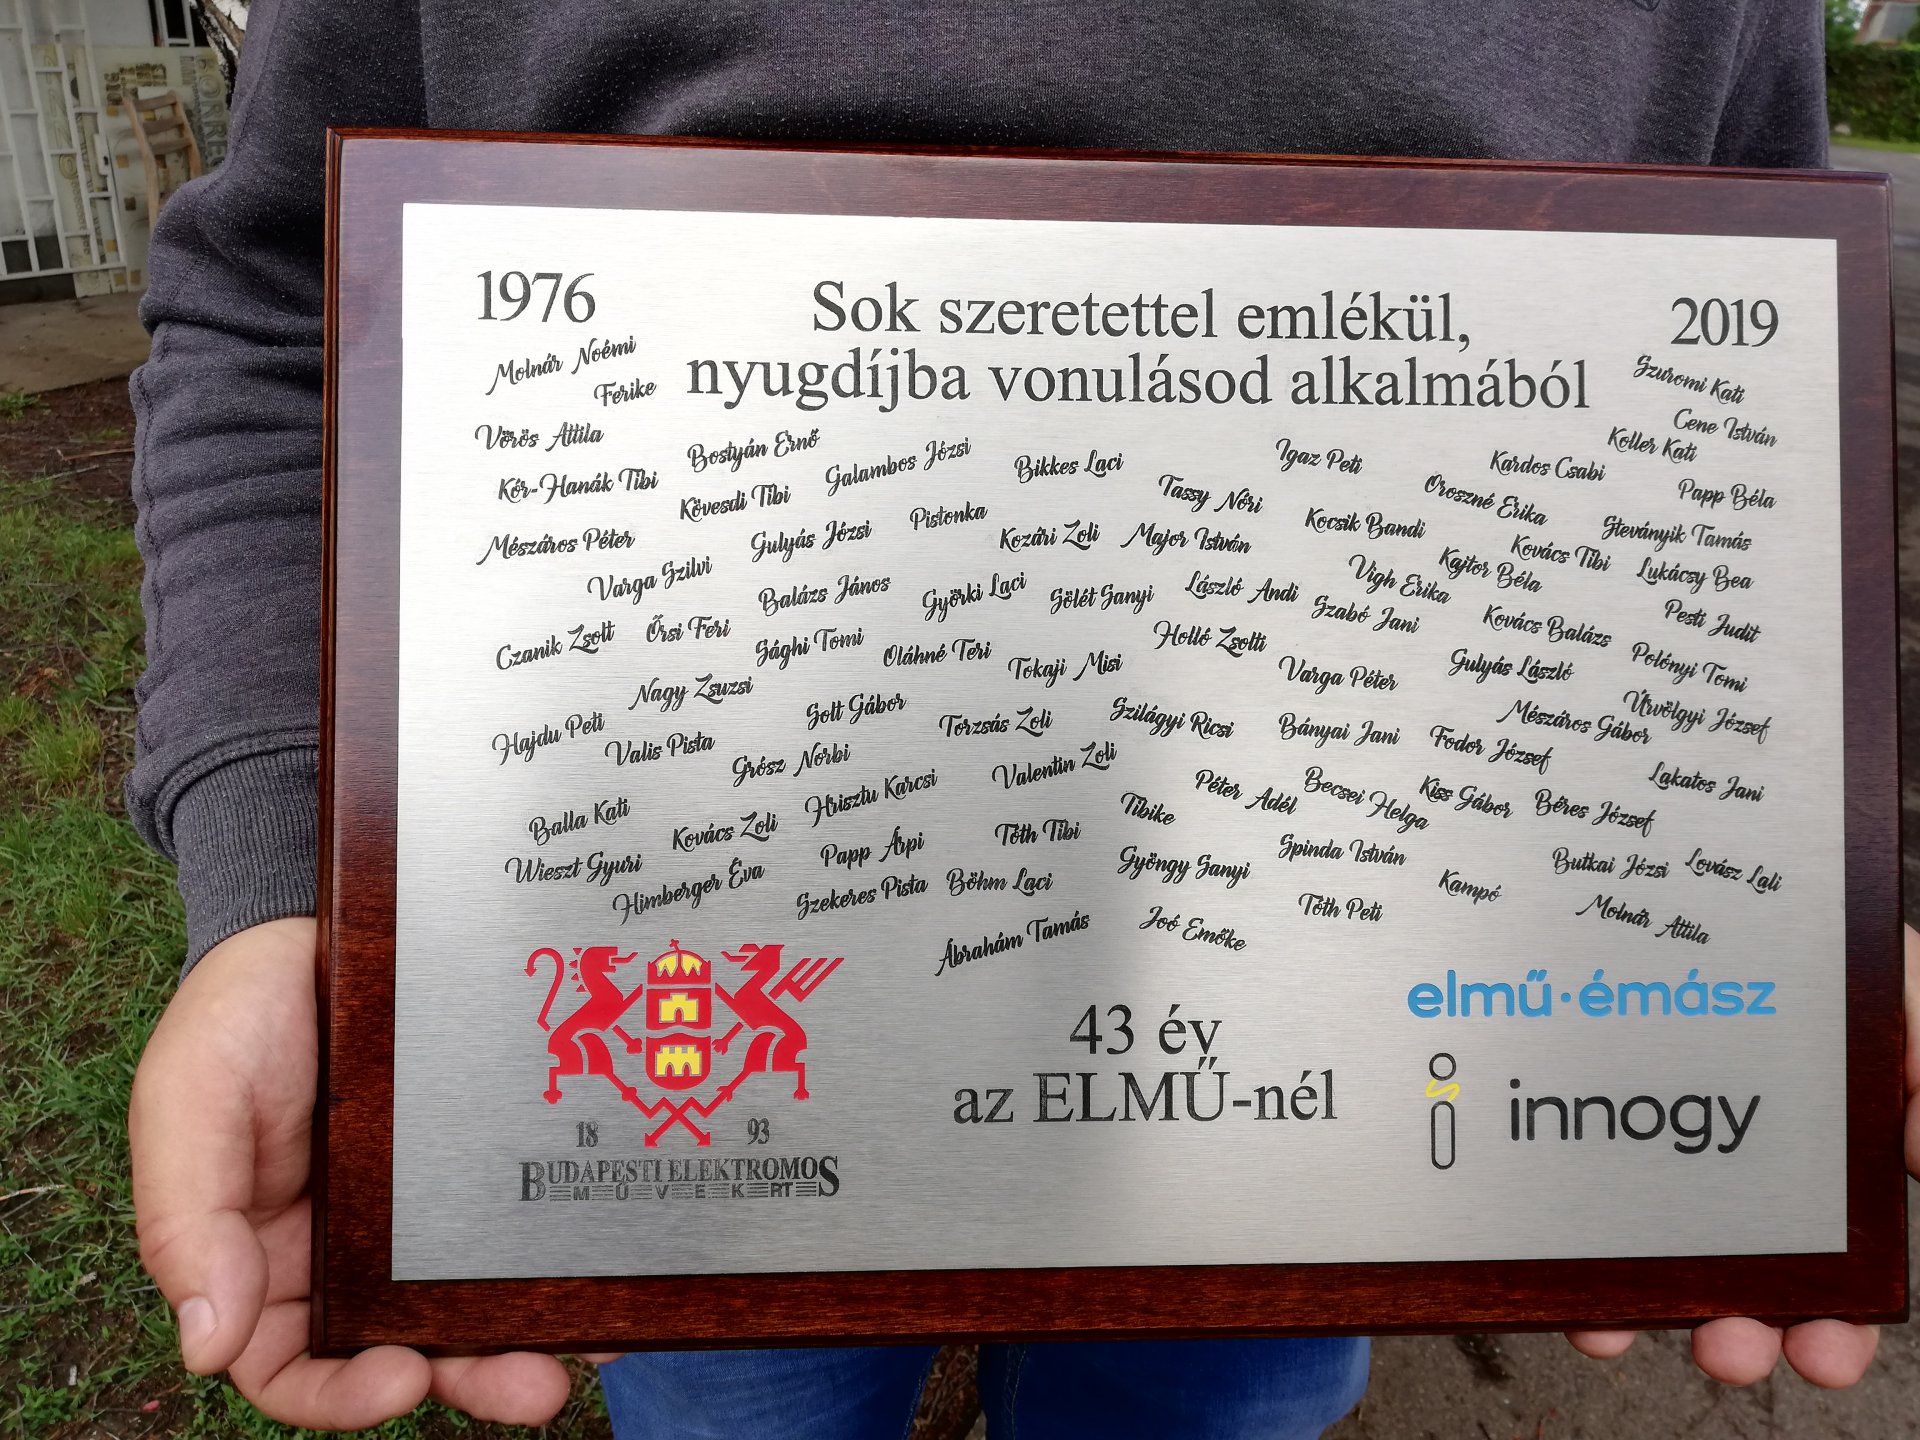 1976
Sok szeretettel emlékül,
nyugdíjba vonulásod alkalmából
2019
Molnár Noémi
Ferike
Szuromi Kati
Cene István
Vörös Attila
Bostyán Ernő
Galambos Józsi
Bikkes Laci
Igaz Peti
Kardos Csabi
Koller Kati
Kór-Hanák Tibi
Kövesdi Tibi
Pistonka
Tassy Nóri
Oroszné Erika
Papp Béla
Mészáros Péter
Gulyás Józsi
Kozári Zoli
Major István
Kocsik Bandi
Kovács Tibi
Steványik Tamás
Varga Szilvi
Balázs János
Györki Laci
Sölét Sanyi
László Andi
Vigh Erika
Kajtor Béla
Lukácsy Bea
Czanik Zsolt
Őrsi Feri
Sághi Tomi
Oláhné Teri
Tokaji Misi
Holló Zsolti
Szabó Jani
Kovács Balázs
Pesti Judit
Nagy Zsuzsi
Varga Péter
Gulyás László
Polónyi Tomi
Hajdu Peti
Valis Pista
Solt Gábor
Torzsás Zoli
Szilágyi Ricsi
Bányai Jani
Fodor József
Mészáros Gábor
Útvölgyi József
Grósz Norbi
Hrisztu Karcsi
Valentin Zoli
Péter Adél
Becsei Helga
Kiss Gábor
Béres József
Lakatos Jani
Balla Kati
Kovács Zoli
Papp Árpi
Tóth Tibi
Tibike
Spinda István
Butkai Józsi
Lovász Lali
Wieszt Gyuri
Himberger Éva
Szekeres Pista
Böhm Laci
Gyöngy Sanyi
Tóth Peti
Kampó
Molnár Attila
Ábrahám Tamás
Joó Emőke
43 év
az ELMŰ-nél
18 93
BUDAPESTI ELEKTROMOS
MŰVEK RT
elmű·émász
innogy